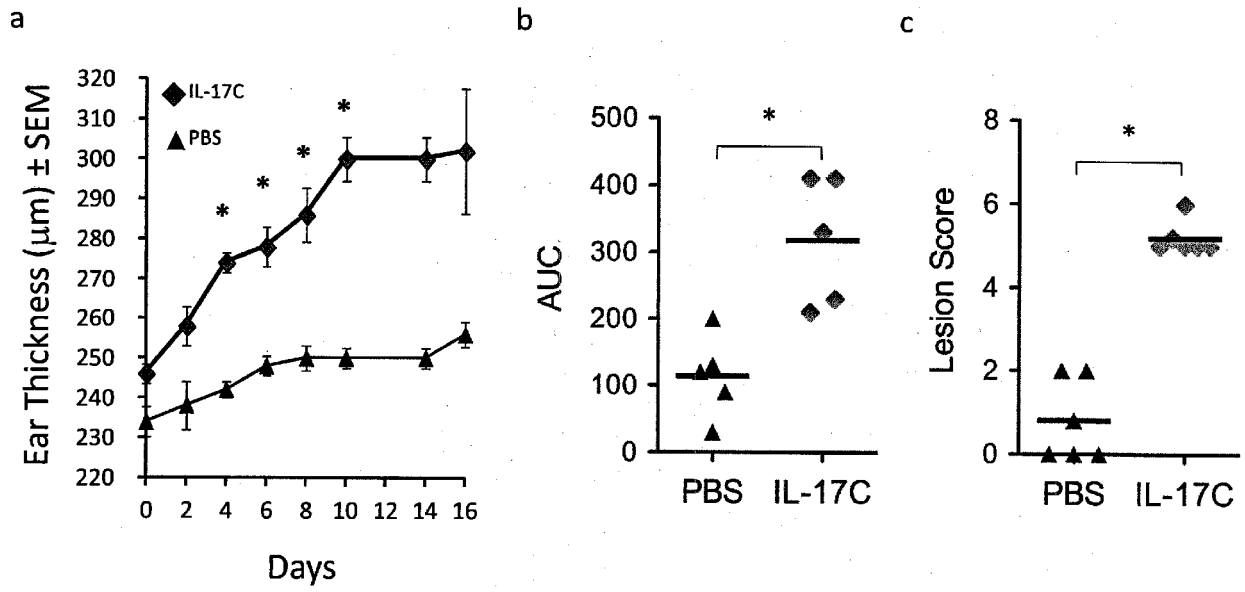 a
Ear Thickness (µm) ± SEM
320
310
300
290
280
270
260
250
240
230
220
IL-17C
PBS
*
*
*
*
0 2 4 6 8 10 12 14 16
Days
b
AUC
500
400
300
200
100
0
*
PBS IL-17C
c
Lesion Score
8
6
4
2
0
*
PBS IL-17C